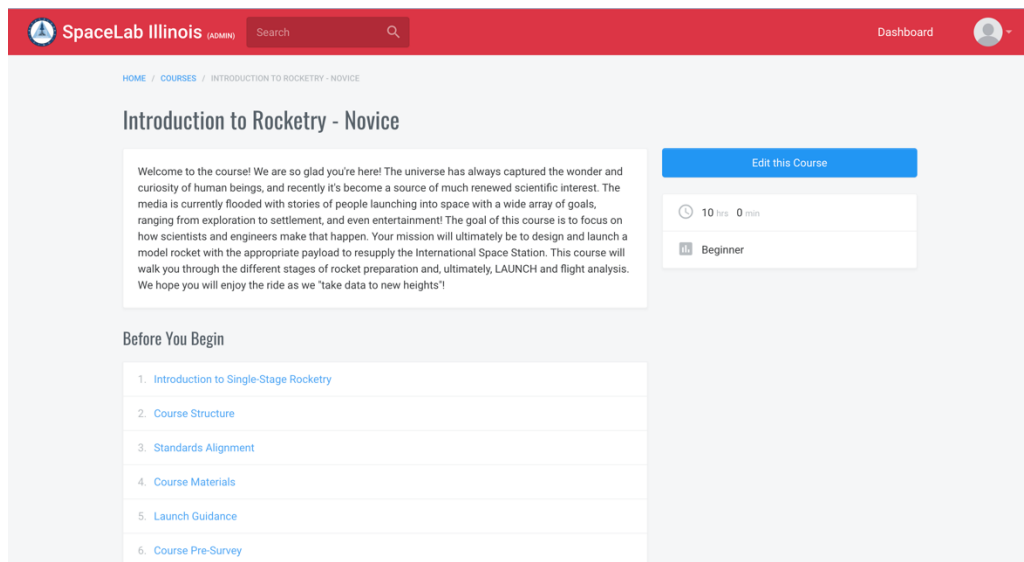 SpaceLab Illinois (ADMIN)
Search
Dashboard
HOME / COURSES / INTRODUCTION TO ROCKETRY - NOVICE
Introduction to Rocketry - Novice
Welcome to the course! We are so glad you're here! The universe has always captured the wonder and
curiosity of human beings, and recently it's become a source of much renewed scientific interest. The
media is currently flooded with stories of people launching into space with a wide array of goals,
ranging from exploration to settlement, and even entertainment! The goal of this course is to focus on
how scientists and engineers make that happen. Your mission will ultimately be to design and launch a
model rocket with the appropriate payload to resupply the International Space Station. This course will
walk you through the different stages of rocket preparation and, ultimately, LAUNCH and flight analysis.
We hope you will enjoy the ride as we "take data to new heights"!
Edit this Course
10 hrs 0 min
Beginner
Before You Begin
1. Introduction to Single-Stage Rocketry
2. Course Structure
3. Standards Alignment
4. Course Materials
5. Launch Guidance
6. Course Pre-Survey